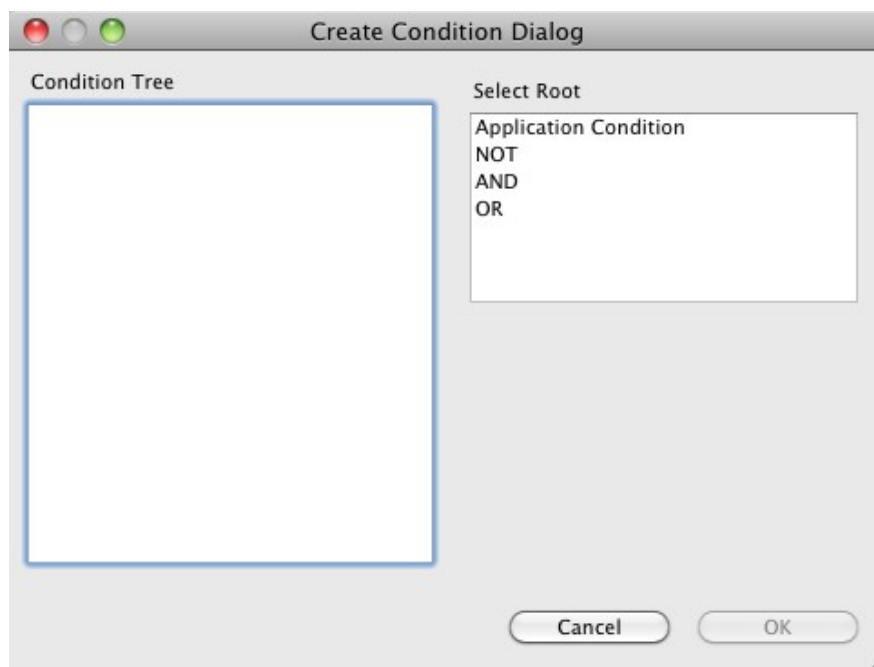 Create Condition Dialog
Condition Tree
Select Root
Application Condition
NOT
AND
OR
Cancel
OK